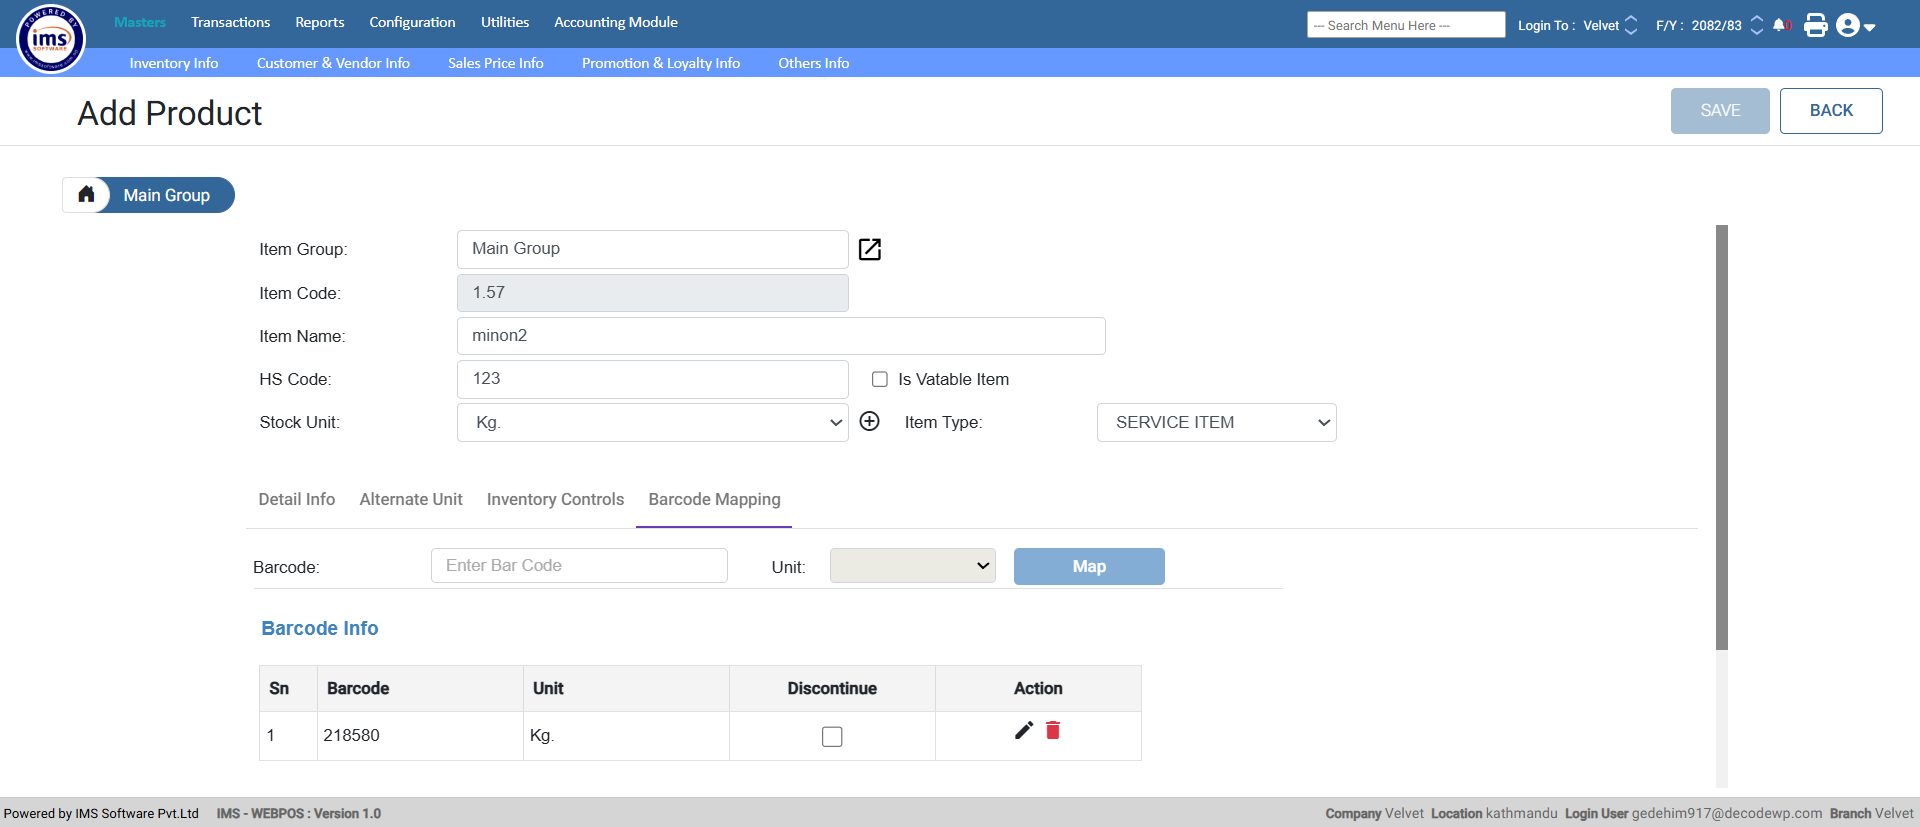 POWERED BY
ims
SOFTWARE
Masters Transactions Reports Configuration Utilities Accounting Module
--- Search Menu Here --- Login To : Velvet F/Y : 2082/83 0
Inventory Info Customer & Vendor Info Sales Price Info Promotion & Loyalty Info Others Info
Add Product
SAVE BACK
Main Group
Item Group: Main Group
Item Code: 1.57
Item Name: minon2
HS Code: 123 Is Vatable Item
Stock Unit: Kg. Item Type: SERVICE ITEM
Detail Info Alternate Unit Inventory Controls Barcode Mapping
Barcode: Enter Bar Code Unit: Map
Barcode Info
Sn Barcode Unit Discontinue Action
1 218580 Kg.
Powered by IMS Software Pvt.Ltd IMS - WEBPOS : Version 1.0 Company Velvet Location kathmandu Login User gedehim917@decodewp.com Branch Velvet